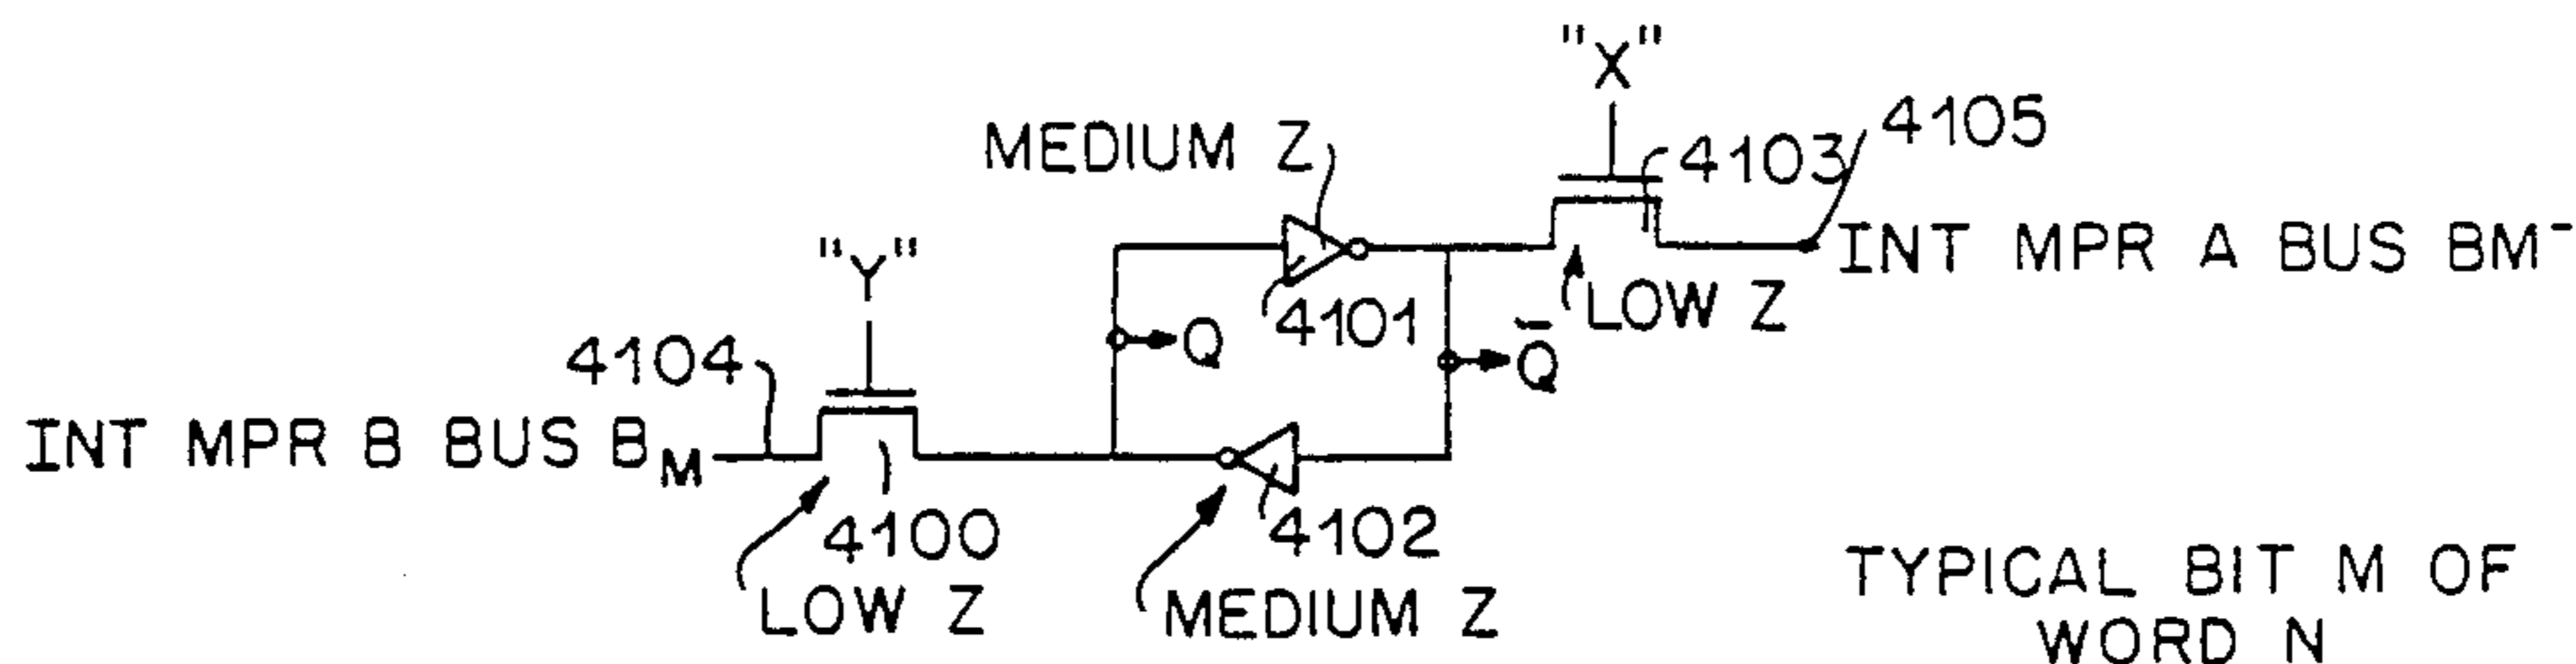 "X"
4105
MEDIUM Z
4103
"Y"
INT MPR A BUS BM-
4101
LOW Z
Q
Q̄
4104
INT MPR B BUS BM
4100
4102
LOW Z
MEDIUM Z
TYPICAL BIT M OF
WORD N